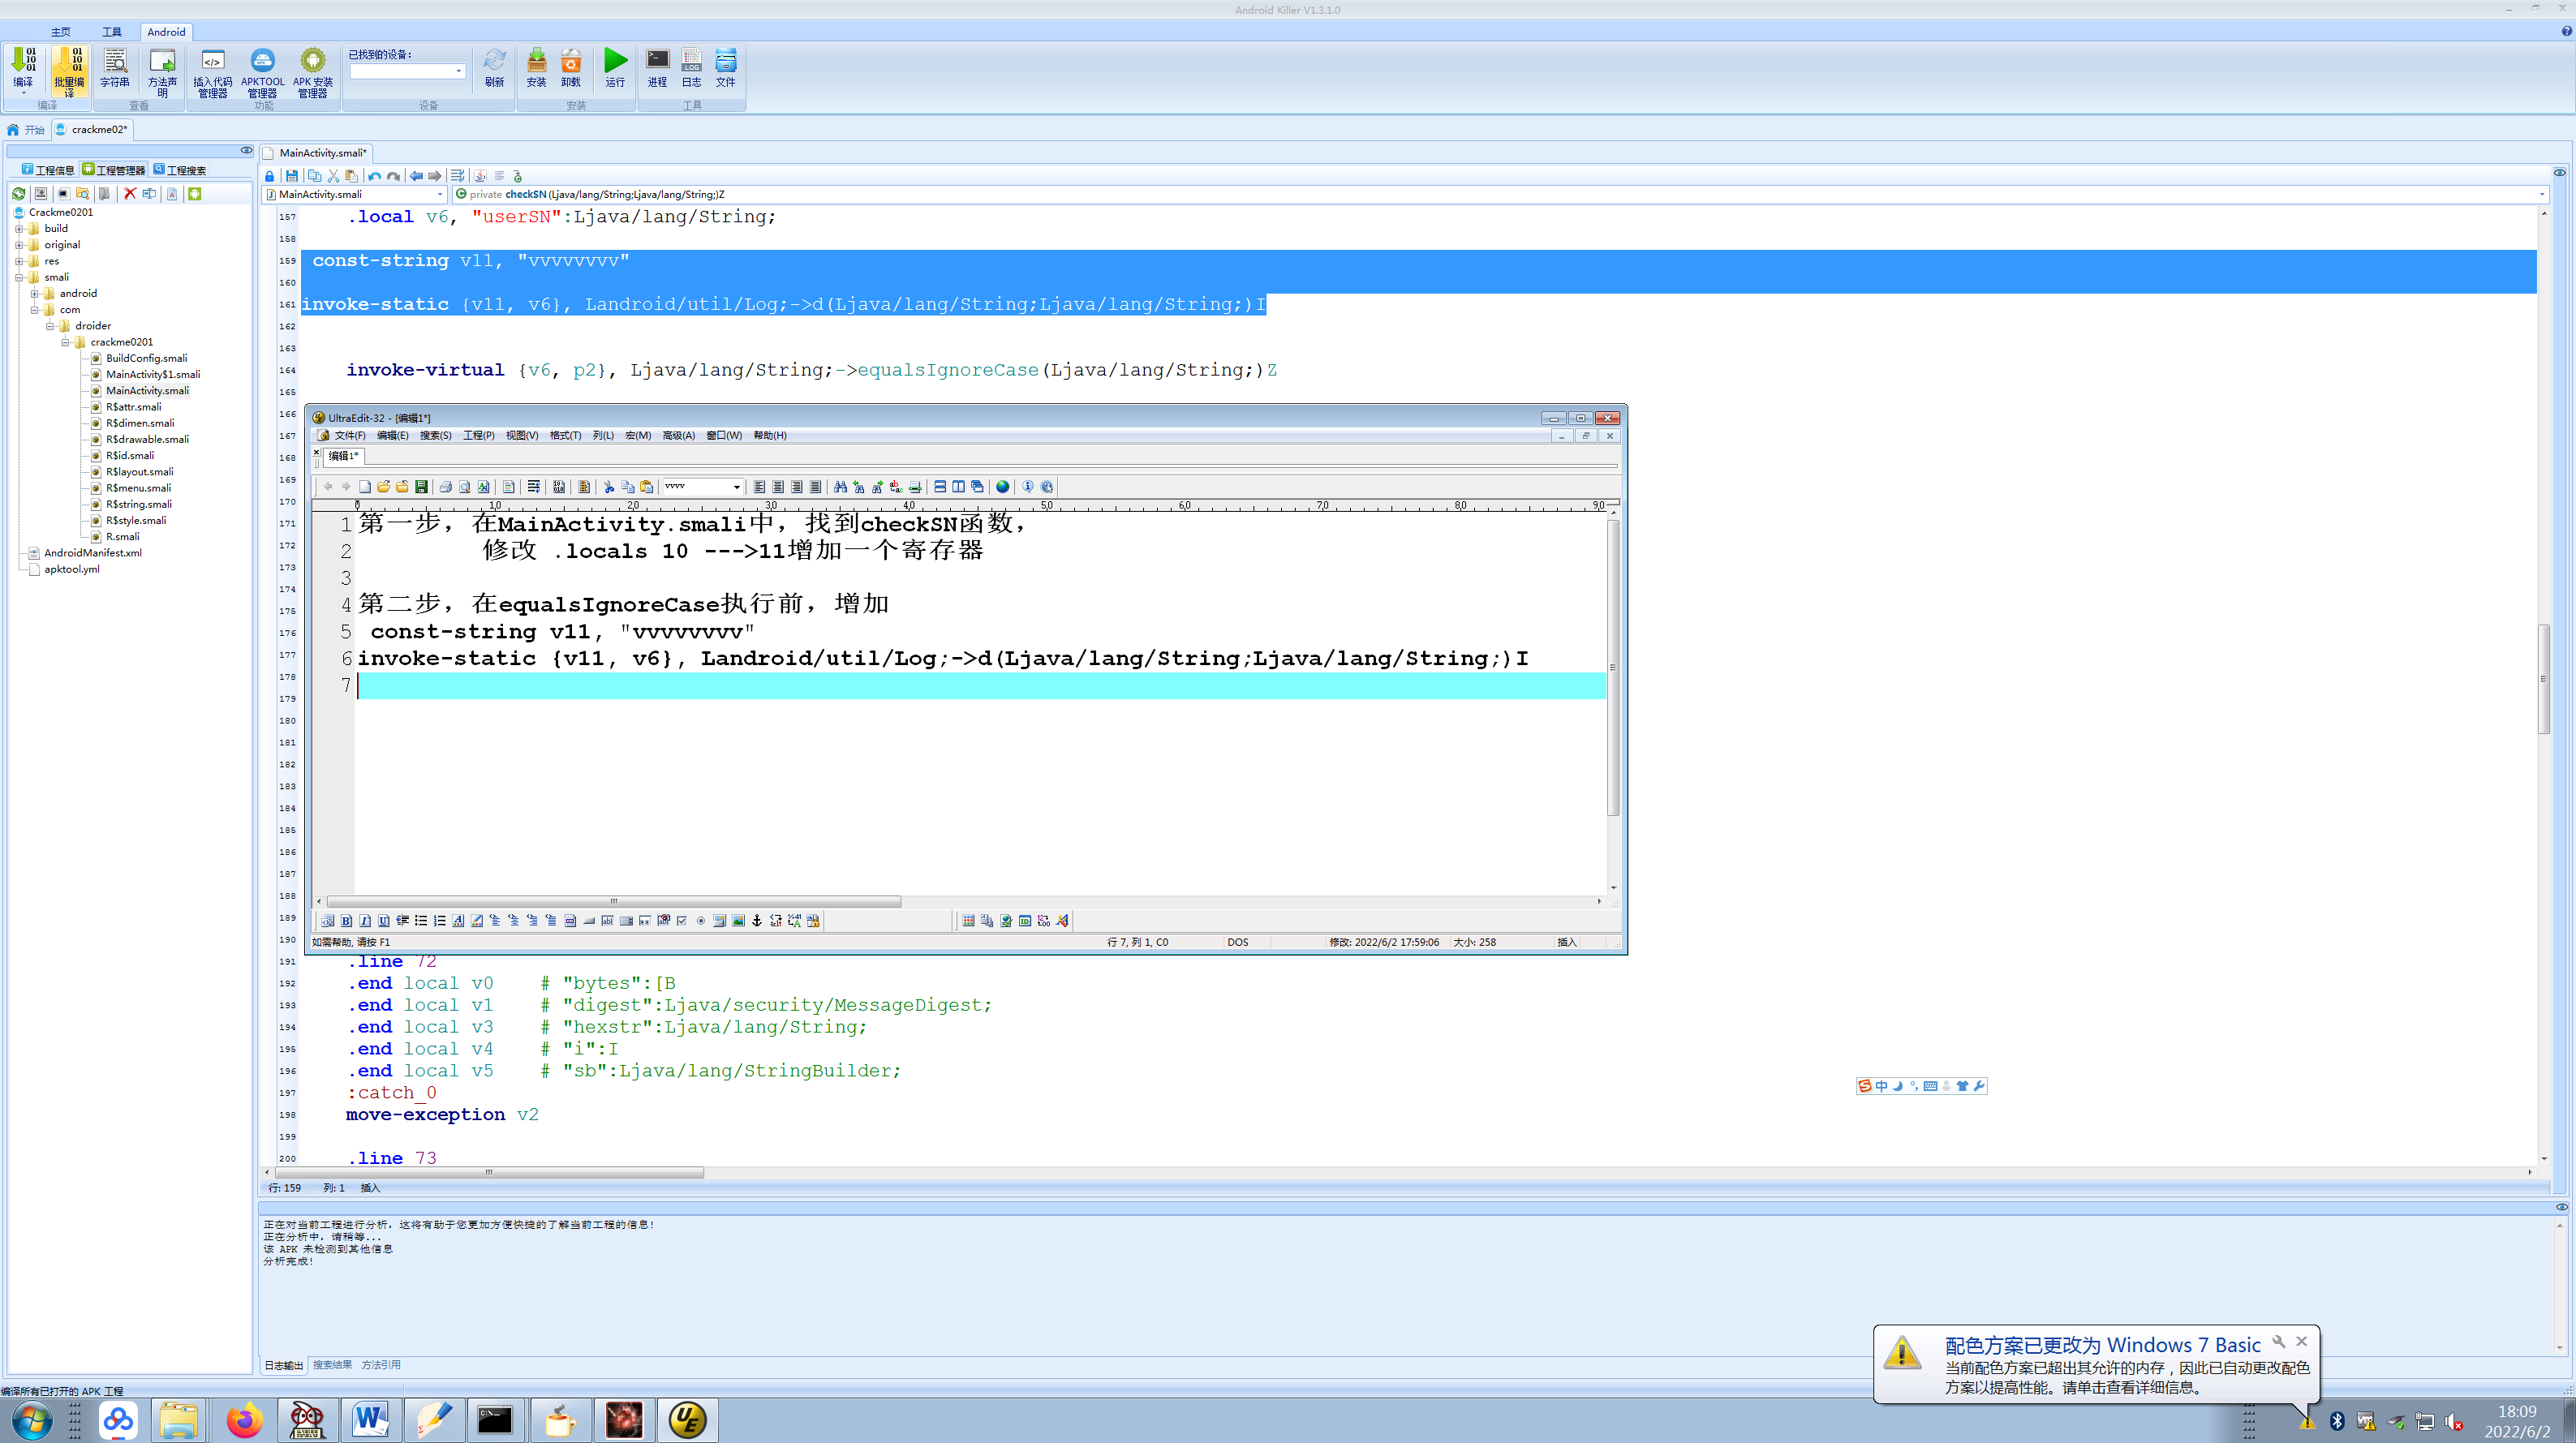 Android Killer V1.3.1.0
主页 工具 Android
编译 批量编译 字符串 方法声明 插入代码管理器 APKTOOL管理器 APK 安装管理器 已找到的设备: 刷新 安装 卸载 运行 进程 日志 文件
编译 查看 功能 设备 安装 工具
开始 crackme02*
工程信息 工程管理器 工程搜索
Crackme0201
build
original
res
smali
android
com
droider
crackme0201
BuildConfig.smali
MainActivity$1.smali
MainActivity.smali
R$attr.smali
R$dimen.smali
R$drawable.smali
R$id.smali
R$layout.smali
R$menu.smali
R$string.smali
R$style.smali
R.smali
AndroidManifest.xml
apktool.yml
MainActivity.smali*
MainActivity.smali private checkSN(Ljava/lang/String;Ljava/lang/String;)Z
157 .local v6, "userSN":Ljava/lang/String;
158
159 const-string v11, "vvvvvvvv"
160
161 invoke-static {v11, v6}, Landroid/util/Log;->d(Ljava/lang/String;Ljava/lang/String;)I
162
163
164 invoke-virtual {v6, p2}, Ljava/lang/String;->equalsIgnoreCase(Ljava/lang/String;)Z
165
166
167
168
169
170
171
172
173
174
175
176
177
178
179
180
181
182
183
184
185
186
187
188
189
190
UltraEdit-32 - [编辑1*]
文件(F) 编辑(E) 搜索(S) 工程(P) 视图(V) 格式(T) 列(L) 宏(M) 高级(A) 窗口(W) 帮助(H)
编辑1*
vvvv
0 1,0 2,0 3,0 4,0 5,0 6,0 7,0 8,0 9,0
1 第一步，在MainActivity.smali中，找到checkSN函数，
2 修改 .locals 10 --->11增加一个寄存器
3
4 第二步，在equalsIgnoreCase执行前，增加
5 const-string v11, "vvvvvvvv"
6 invoke-static {v11, v6}, Landroid/util/Log;->d(Ljava/lang/String;Ljava/lang/String;)I
7
如需帮助, 请按 F1 行 7, 列 1, C0 DOS 修改: 2022/6/2 17:59:06 大小: 258 插入
191 .line 72
192 .end local v0 # "bytes":[B
193 .end local v1 # "digest":Ljava/security/MessageDigest;
194 .end local v3 # "hexstr":Ljava/lang/String;
195 .end local v4 # "i":I
196 .end local v5 # "sb":Ljava/lang/StringBuilder;
197 :catch_0
198 move-exception v2
199
200 .line 73
中
行: 159 列: 1 插入
正在对当前工程进行分析，这将有助于您更加方便快捷的了解当前工程的信息!
正在分析中，请稍等...
该 APK 未检测到其他信息
分析完成!
日志输出 搜索结果 方法引用
编译所有已打开的 APK 工程
配色方案已更改为 Windows 7 Basic
当前配色方案已超出其允许的内存，因此已自动更改配色
方案以提高性能。请单击查看详细信息。
18:09
2022/6/2